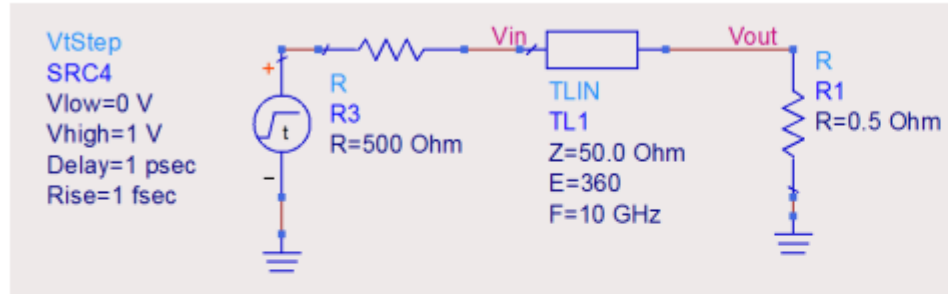 VtStep
SRC4
Vlow=0 V
Vhigh=1 V
Delay=1 psec
Rise=1 fsec
+
t
–
R
R3
R=500 Ohm
Vin
TLIN
TL1
Z=50.0 Ohm
E=360
F=10 GHz
Vout
R
R1
R=0.5 Ohm